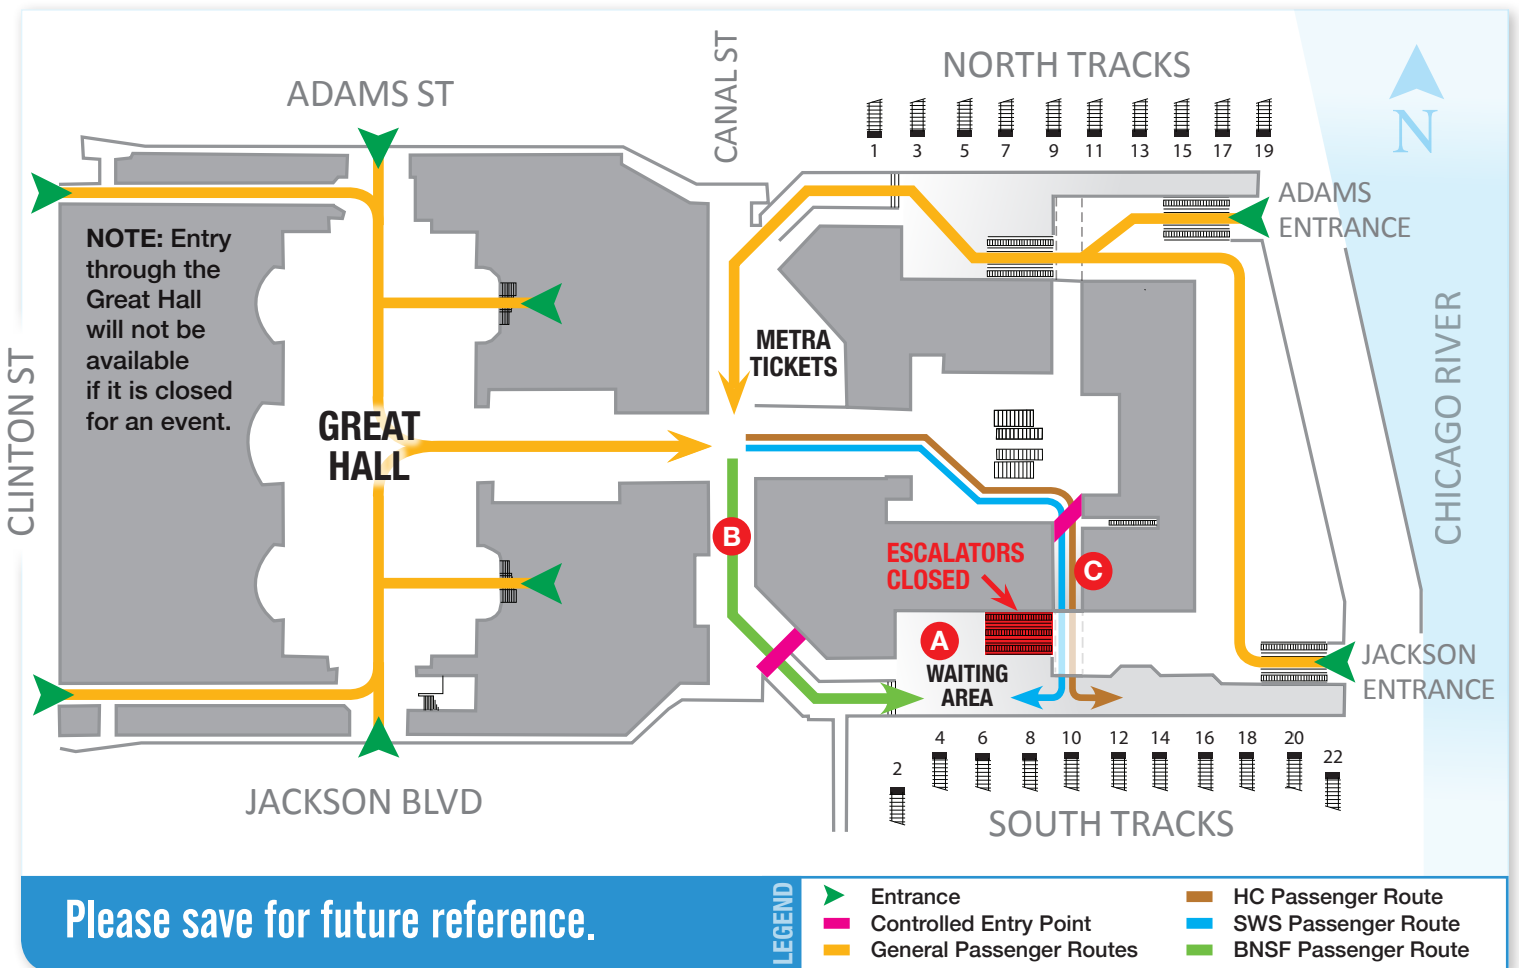 ADAMS ST
CANAL ST
NORTH TRACKS
N
1 3 5 7 9 11 13 15 17 19
ADAMS
ENTRANCE
NOTE: Entry
through the
Great Hall
will not be
available
if it is closed
for an event.
METRA
TICKETS
CLINTON ST
CHICAGO RIVER
GREAT
HALL
B
ESCALATORS
CLOSED
C
A
WAITING
AREA
JACKSON
ENTRANCE
2 4 6 8 10 12 14 16 18 20 22
JACKSON BLVD
SOUTH TRACKS
Please save for future reference.
LEGEND
Entrance
Controlled Entry Point
General Passenger Routes
HC Passenger Route
SWS Passenger Route
BNSF Passenger Route